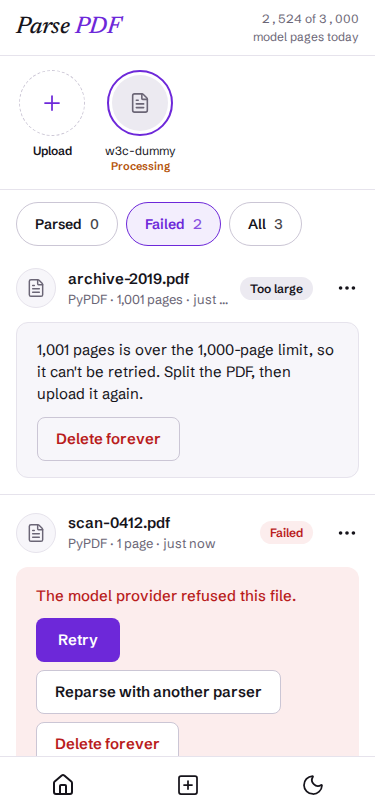 Parse PDF
2,524 of 3,000
model pages today
Upload
w3c-dummy
Processing
Parsed 0
Failed 2
All 3
archive-2019.pdf
PyPDF · 1,001 pages · just ...
Too large
1,001 pages is over the 1,000-page limit, so
it can't be retried. Split the PDF, then
upload it again.
Delete forever
scan-0412.pdf
PyPDF · 1 page · just now
Failed
The model provider refused this file.
Retry
Reparse with another parser
Delete forever